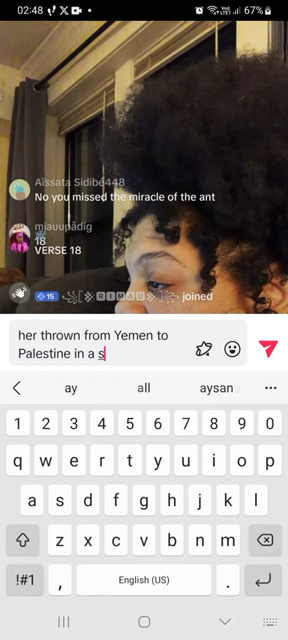 02:48
67%
Aïssata Sidibé448
No you missed the miracle of the ant
mjauupådig
18
VERSE 18
15 RIMAO joined
her thrown from Yemen to
Palestine in a s
ay all aysan
1 2 3 4 5 6 7 8 9 0
q w e r t y u i o p
a s d f g h j k l
z x c v b n m
!#1 , English (US) .